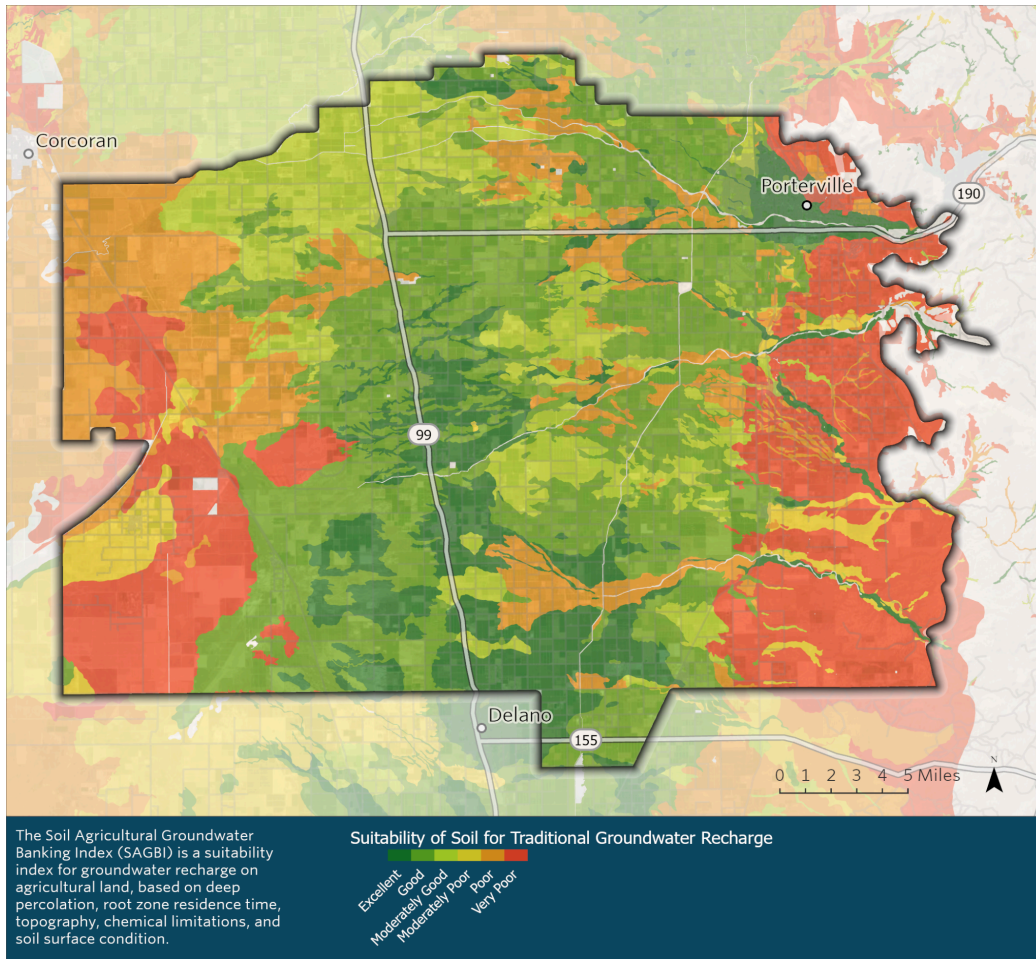 Corcoran
Porterville
190
99
Delano
155
N
0 1 2 3 4 5 Miles
The Soil Agricultural Groundwater
Banking Index (SAGBI) is a suitability
index for groundwater recharge on
agricultural land, based on deep
percolation, root zone residence time,
topography, chemical limitations, and
soil surface condition.
Suitability of Soil for Traditional Groundwater Recharge
Excellent
Good
Moderately Good
Moderately Poor
Poor
Very Poor